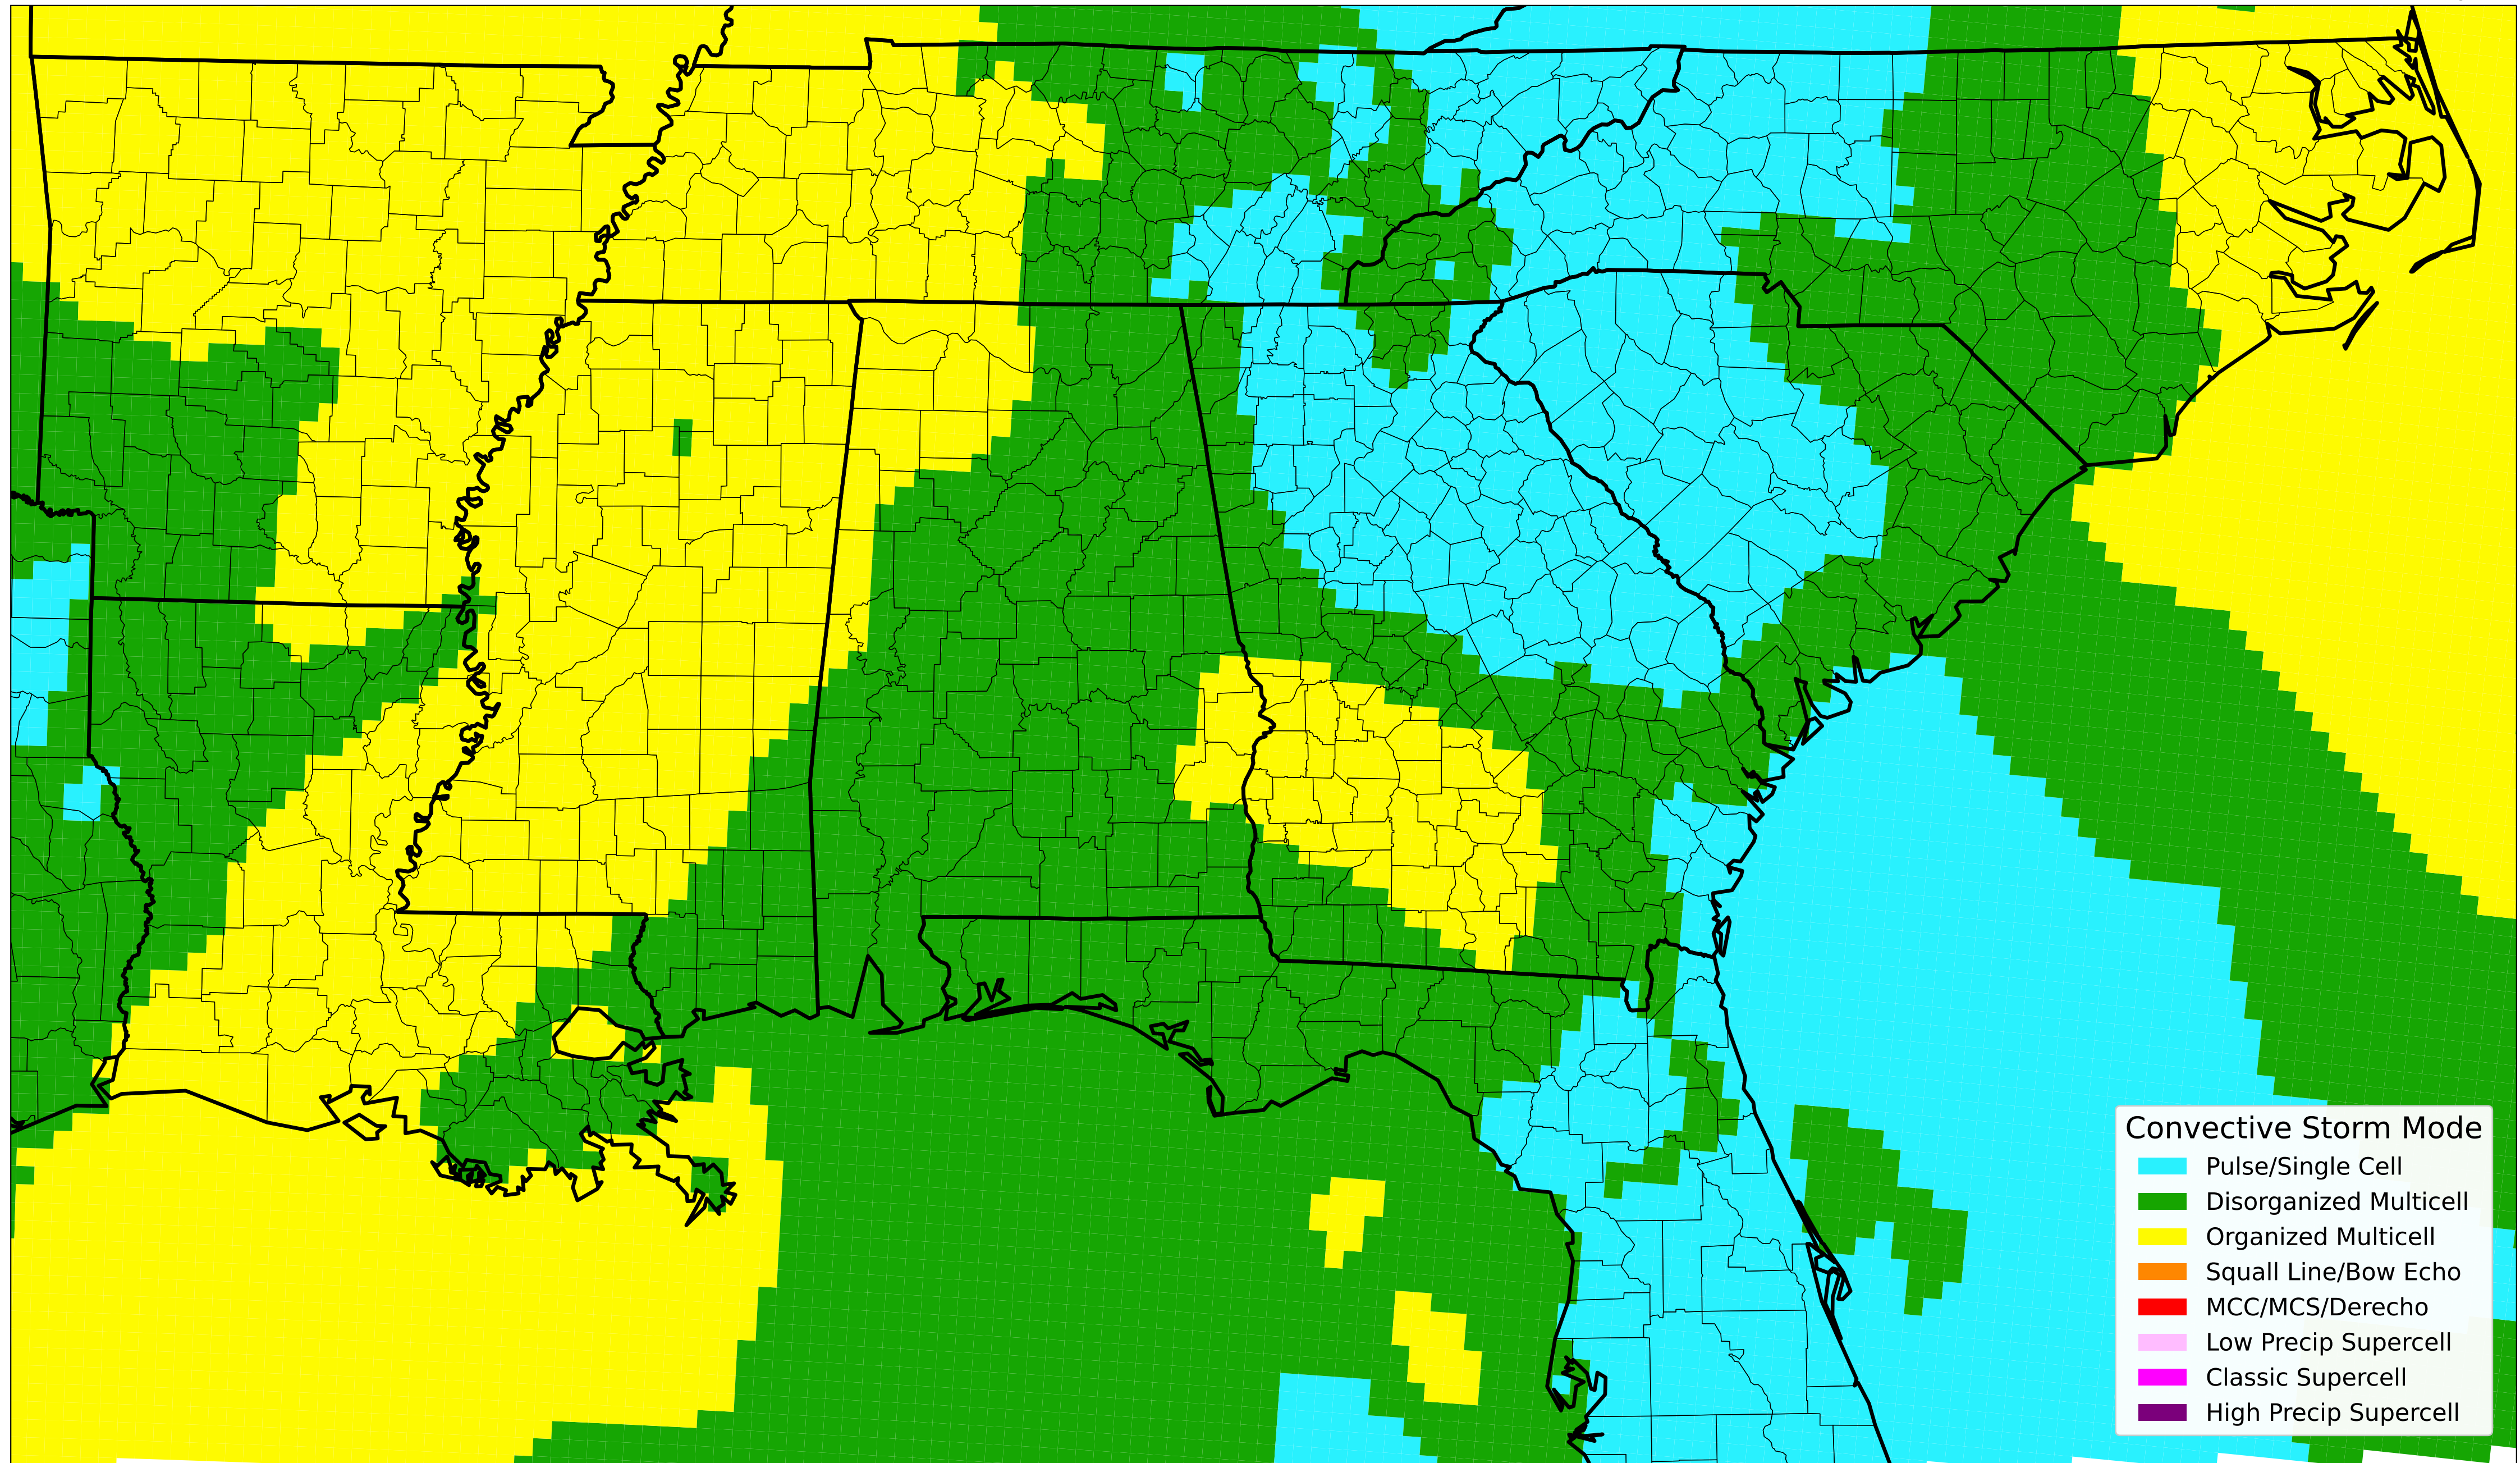 Convective Storm Mode
Pulse/Single Cell
Disorganized Multicell
Organized Multicell
Squall Line/Bow Echo
MCC/MCS/Derecho
Low Precip Supercell
Classic Supercell
High Precip Supercell